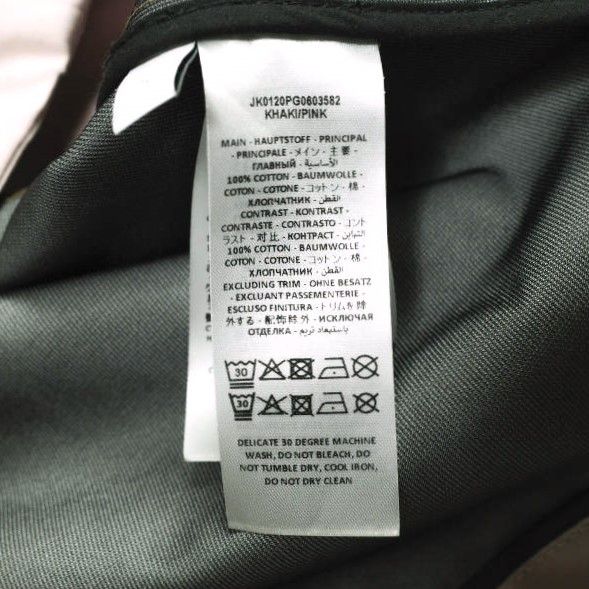 JK0120PG0603582
KHAKI/PINK
MAIN - HAUPTSTOFF - PRINCIPAL
- PRINCIPALE - メイン - 主要 -
ГЛАВНЫЙ - الأساسية
100% COTTON - BAUMWOLLE -
COTON - COTONE - コットン - 棉 -
ХЛОПЧАТНИК - القطن
CONTRAST - KONTRAST -
CONTRASTE - CONTRASTO - コント
ラスト - 对比 - КОНТРАСТ - التباين
100% COTTON - BAUMWOLLE -
COTON - COTONE - コットン - 棉 -
ХЛОПЧАТНИК - القطن
EXCLUDING TRIM - OHNE BESATZ
- EXCLUANT PASSEMENTERIE -
ESCLUSO FINITURA - トリムを除
外する - 配饰除外 - ИСКЛЮЧАЯ
ОТДЕЛКА - باستبعاد تريم
30
30
DELICATE 30 DEGREE MACHINE
WASH, DO NOT BLEACH, DO
NOT TUMBLE DRY, COOL IRON,
DO NOT DRY CLEAN